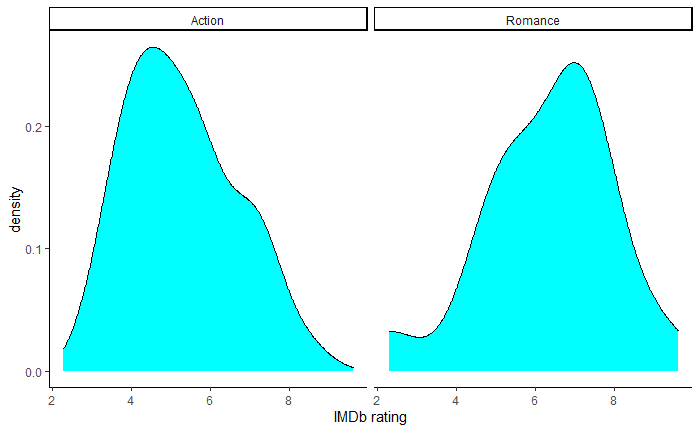 Action Romance
0.2
0.1
0.0
density
2 4 6 8 2 4 6 8
IMDb rating